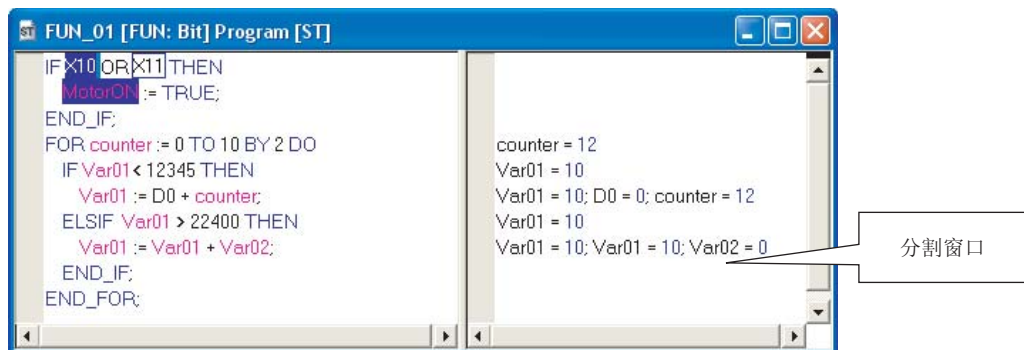 FUN_01 [FUN: Bit] Program [ST]
IF X10 OR X11 THEN
MotorON := TRUE;
END_IF;
FOR counter := 0 TO 10 BY 2 DO
IF Var01 < 12345 THEN
Var01 := D0 + counter;
ELSIF Var01 > 22400 THEN
Var01 := Var01 + Var02;
END_IF;
END_FOR;
counter = 12
Var01 = 10
Var01 = 10; D0 = 0; counter = 12
Var01 = 10
Var01 = 10; Var01 = 10; Var02 = 0
分割窗口